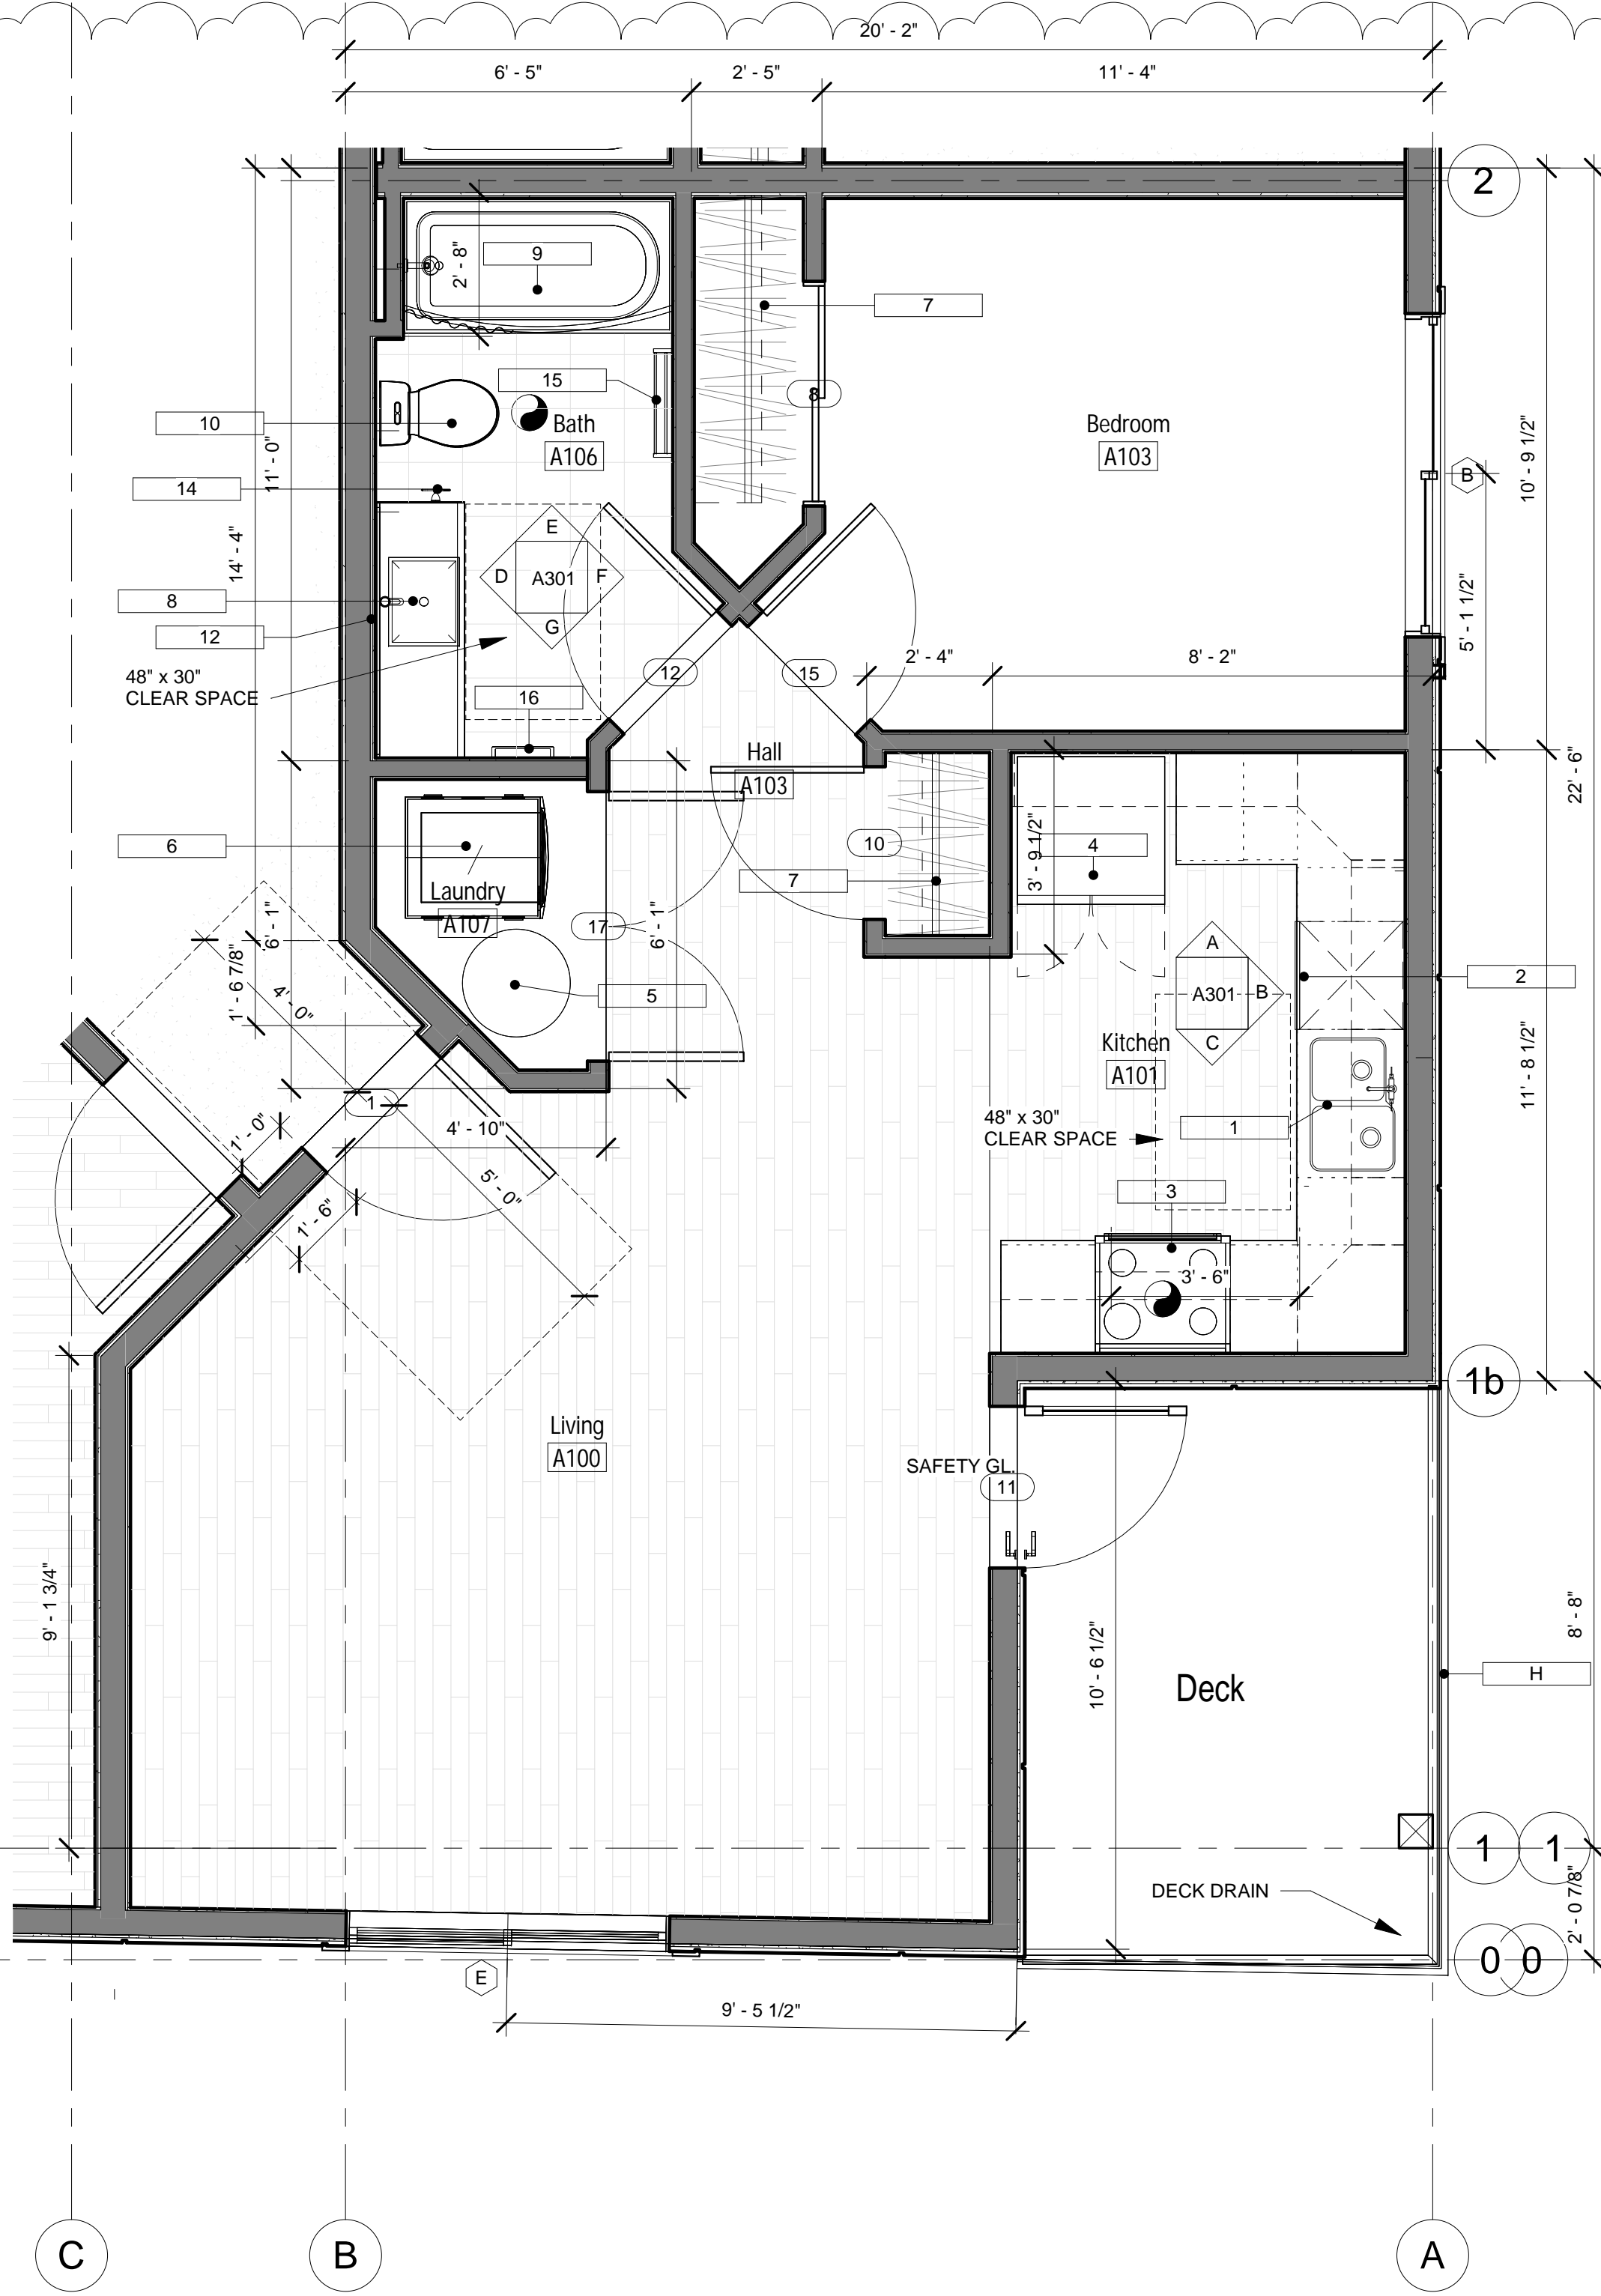 20' - 2"
6' - 5"
2' - 5"
11' - 4"
2
2' - 8"
9
7
15
8
Bath
A106
Bedroom
A103
10
11' - 0"
14
14' - 4"
B
10' - 9 1/2"
E
D
A301
F
G
8
12
48" x 30"
CLEAR SPACE
5' - 1 1/2"
12
15
2' - 4"
8' - 2"
16
Hall
A103
22' - 6"
6
Laundry
A107
10
7
3' - 9 1/2"
4
17
6' - 1"
6' - 1"
1' - 6 7/8"
4' - 0"
5
A
A301
B
C
2
Kitchen
A101
11' - 8 1/2"
1
1' - 0"
4' - 10"
48" x 30"
CLEAR SPACE
1
5' - 0"
1' - 6"
3
3' - 6"
1b
Living
A100
SAFETY GL.
11
9' - 1 3/4"
10' - 6 1/2"
8' - 8"
Deck
H
1
1
DECK DRAIN
2' - 0 7/8"
0
0
E
9' - 5 1/2"
C
B
A